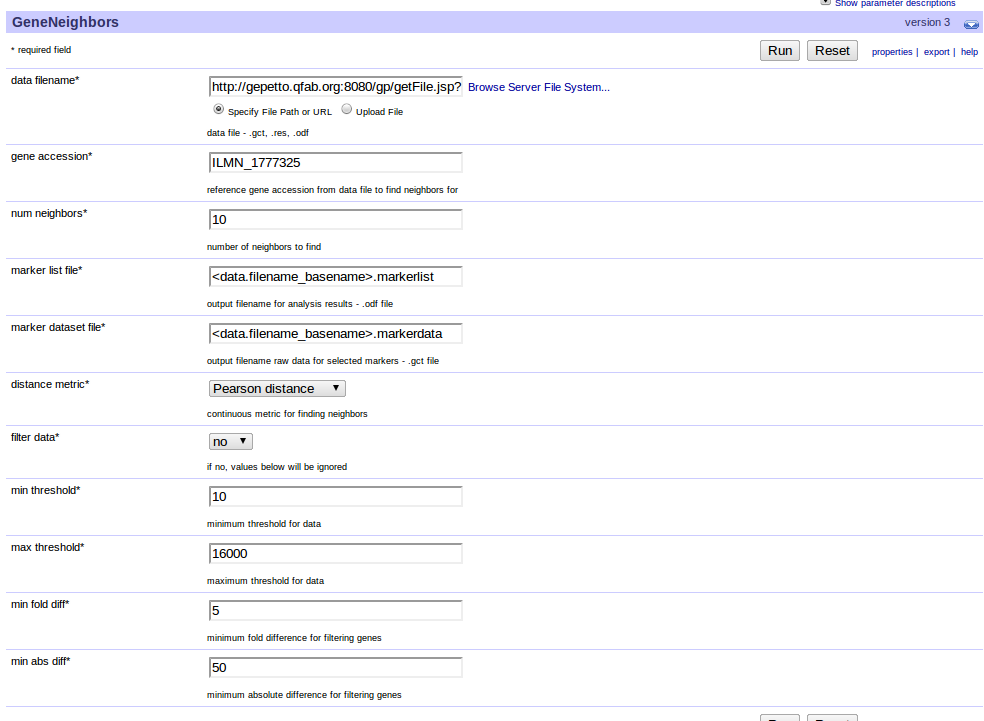 Show parameter descriptions
GeneNeighbors version 3
* required field Run Reset properties | export | help
data filename* http://gepetto.qfab.org:8080/gp/getFile.jsp? Browse Server File System...
Specify File Path or URL Upload File
data file - .gct, .res, .odf
gene accession* ILMN_1777325
reference gene accession from data file to find neighbors for
num neighbors* 10
number of neighbors to find
marker list file* <data.filename_basename>.markerlist
output filename for analysis results - .odf file
marker dataset file* <data.filename_basename>.markerdata
output filename raw data for selected markers - .gct file
distance metric* Pearson distance
continuous metric for finding neighbors
filter data* no
if no, values below will be ignored
min threshold* 10
minimum threshold for data
max threshold* 16000
maximum threshold for data
min fold diff* 5
minimum fold difference for filtering genes
min abs diff* 50
minimum absolute difference for filtering genes